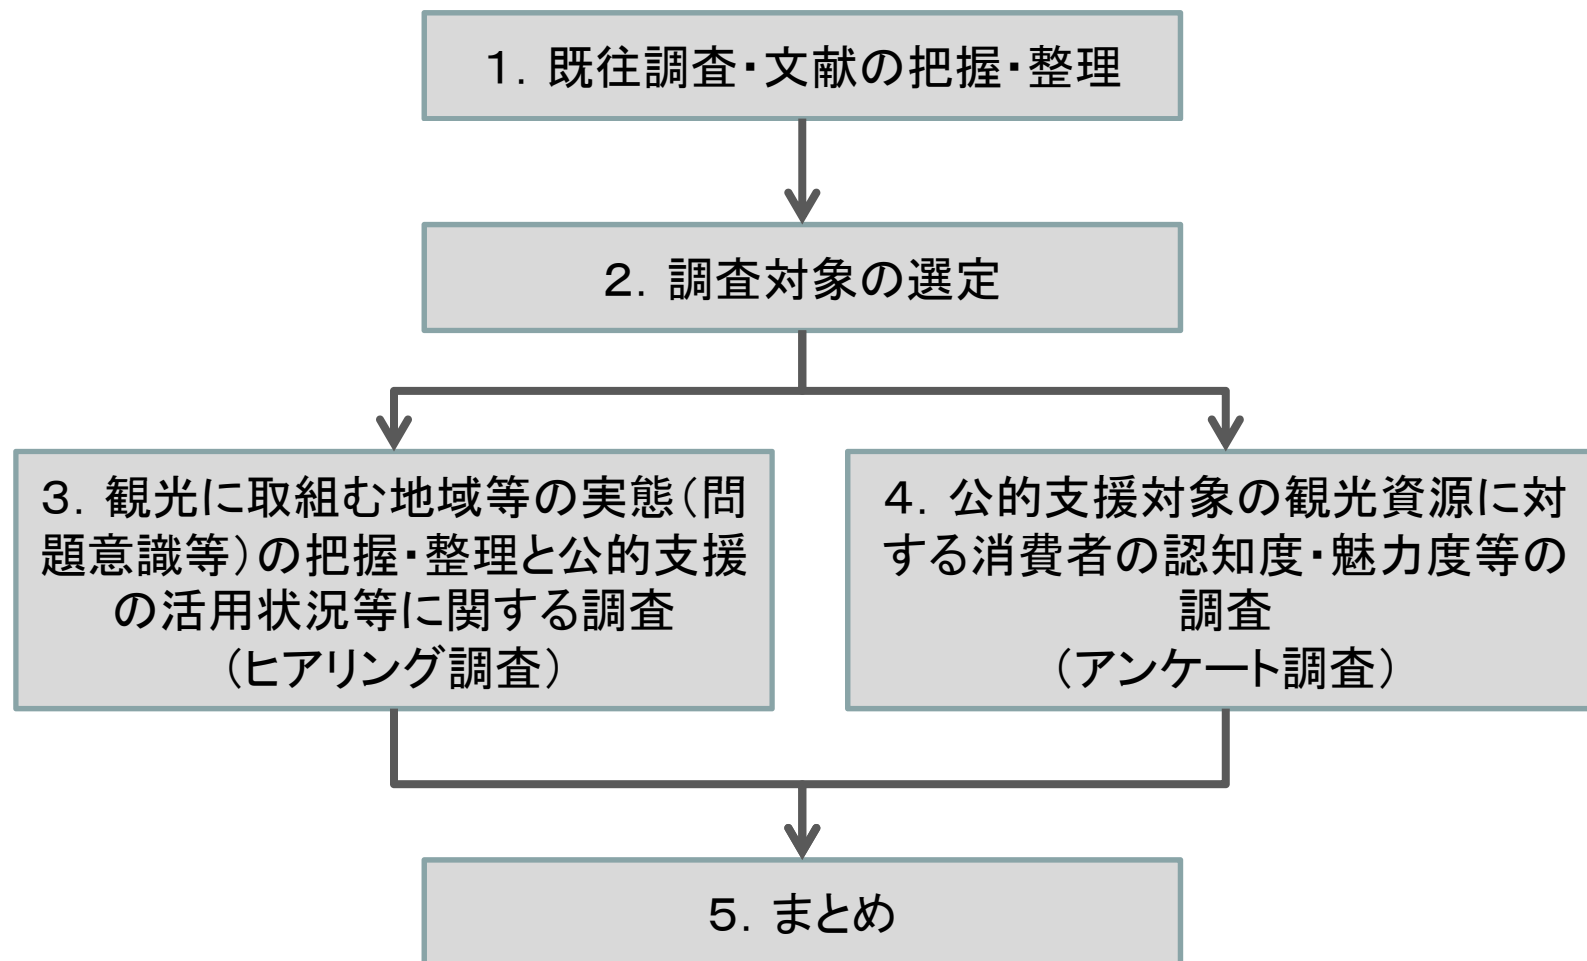 １．既往調査・文献の把握・整理
２．調査対象の選定
３．観光に取組む地域等の実態（問
題意識等）の把握・整理と公的支援
の活用状況等に関する調査
（ヒアリング調査）
４．公的支援対象の観光資源に対
する消費者の認知度・魅力度等の
調査
（アンケート調査）
５．まとめ